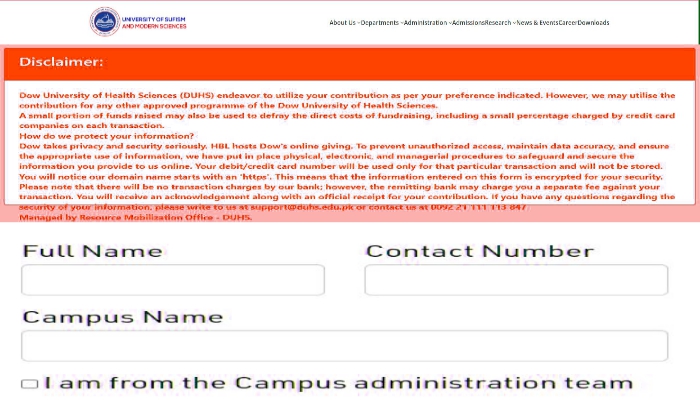 UNIVERSITY OF SUFISM
AND MODERN SCIENCES
About Us Departments Administration Admissions Research News & Events Career Downloads
Disclaimer:
Dow University of Health Sciences (DUHS) endeavor to utilize your contribution as per your preference indicated. However, we may utilise the
contribution for any other approved programme of the Dow University of Health Sciences.
A small portion of funds raised may also be used to defray the direct costs of fundraising, including a small percentage charged by credit card
companies on each transaction.
How do we protect your information?
Dow takes privacy and security seriously. HBL hosts Dow's online giving. To prevent unauthorized access, maintain data accuracy, and ensure
the appropriate use of information, we have put in place physical, electronic, and managerial procedures to safeguard and secure the
information you provide to us online. Your debit/credit card number will be used only for that particular transaction and will not be stored.
You will notice our domain name starts with an 'https'. This means that the information entered on this form is encrypted for your security.
Please note that there will be no transaction charges by our bank; however, the remitting bank may charge you a separate fee against your
transaction. You will receive an acknowledgement along with an official receipt for your contribution. If you have any questions regarding the
security of your information, please write to us at support@duhs.edu.pk or contact us at 0092 21 111 113 847.
Managed by Resource Mobilization Office - DUHS.
Full Name
Contact Number
Campus Name
I am from the Campus administration team